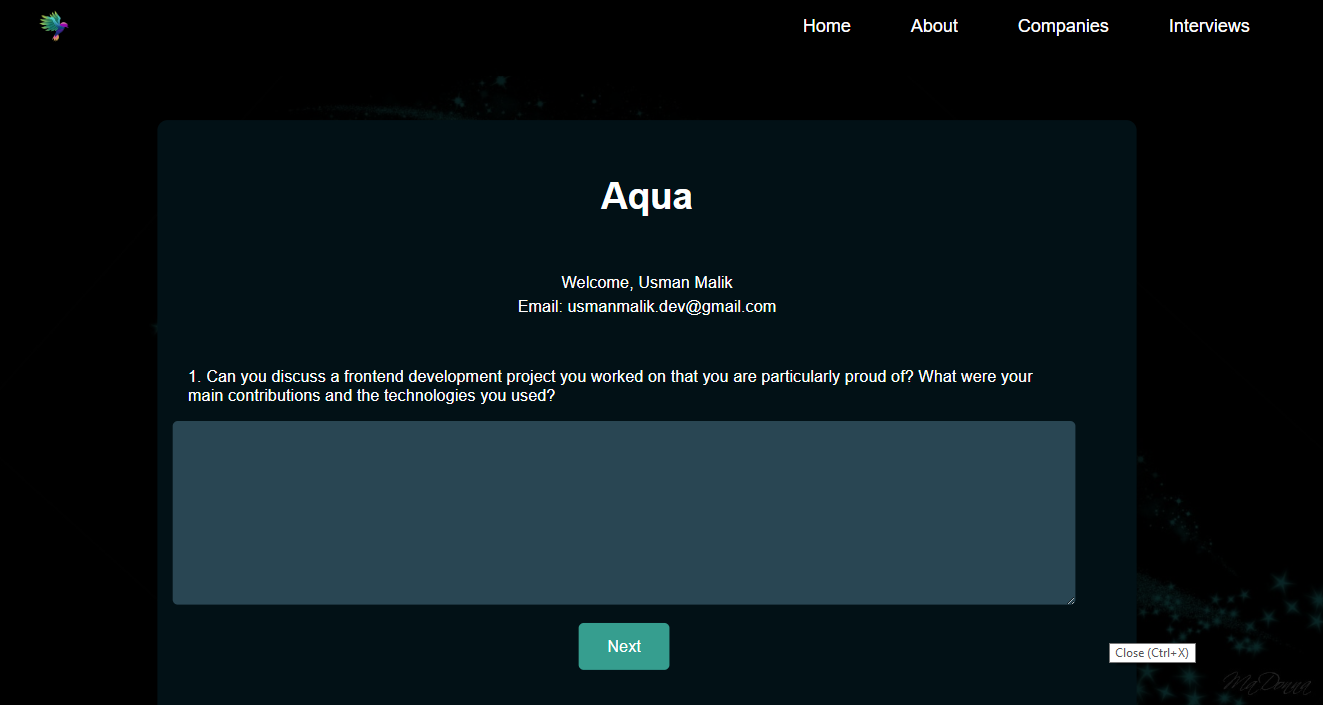 Home About Companies Interviews
Aqua
Welcome, Usman Malik
Email: usmanmalik.dev@gmail.com
1. Can you discuss a frontend development project you worked on that you are particularly proud of? What were your
main contributions and the technologies you used?
Next
Close (Ctrl+X)
MaDonna